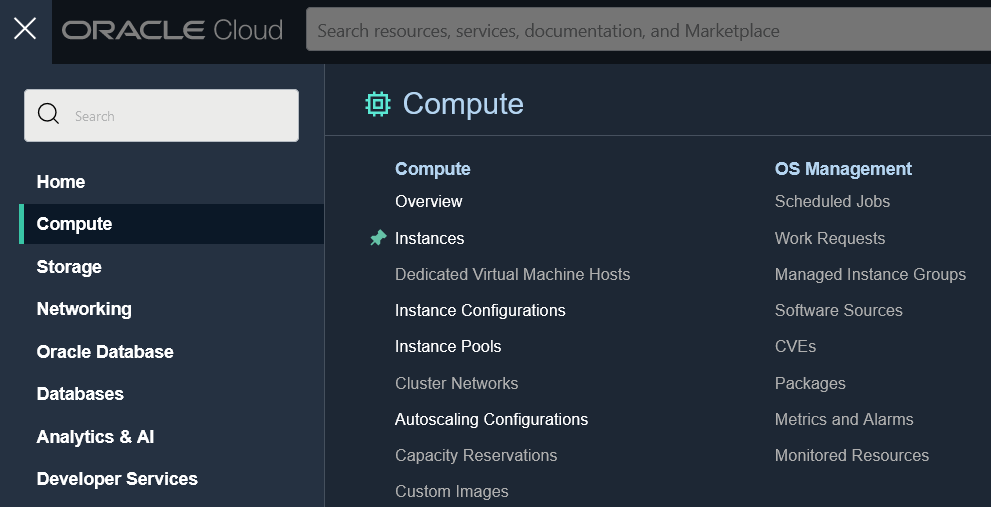 ORACLE Cloud
Search resources, services, documentation, and Marketplace
Search
Home
Compute
Storage
Networking
Oracle Database
Databases
Analytics & AI
Developer Services
Compute
Compute
Overview
Instances
Dedicated Virtual Machine Hosts
Instance Configurations
Instance Pools
Cluster Networks
Autoscaling Configurations
Capacity Reservations
Custom Images
OS Management
Scheduled Jobs
Work Requests
Managed Instance Groups
Software Sources
CVEs
Packages
Metrics and Alarms
Monitored Resources